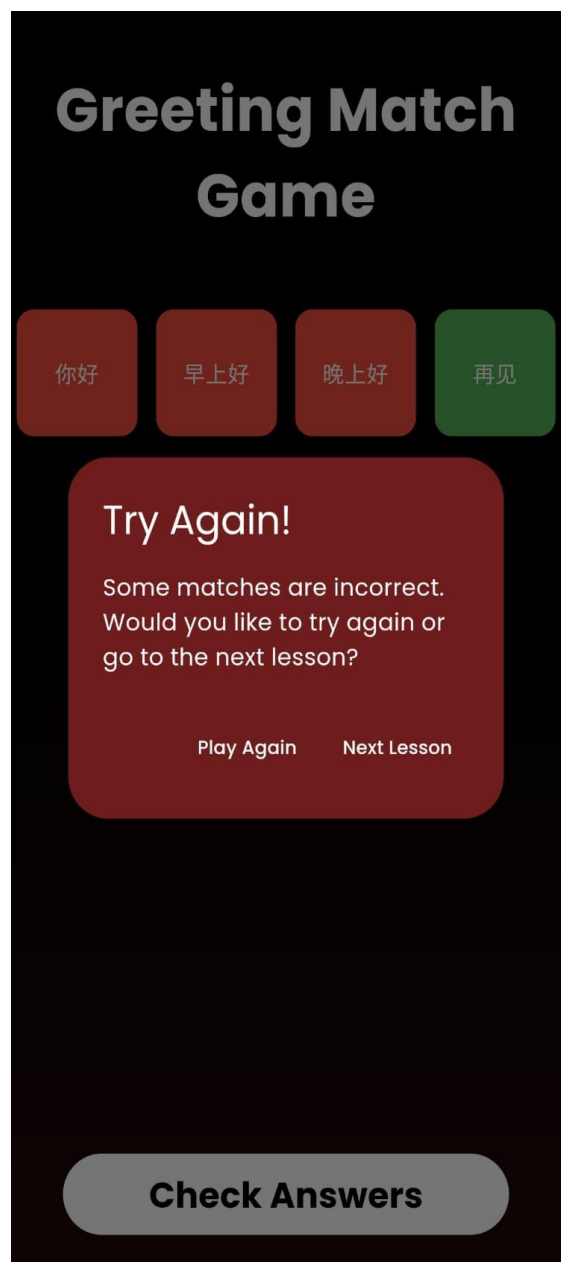 Greeting Match
Game
你好 早上好 晚上好 再见
Try Again!
Some matches are incorrect.
Would you like to try again or
go to the next lesson?
Play Again Next Lesson
Check Answers